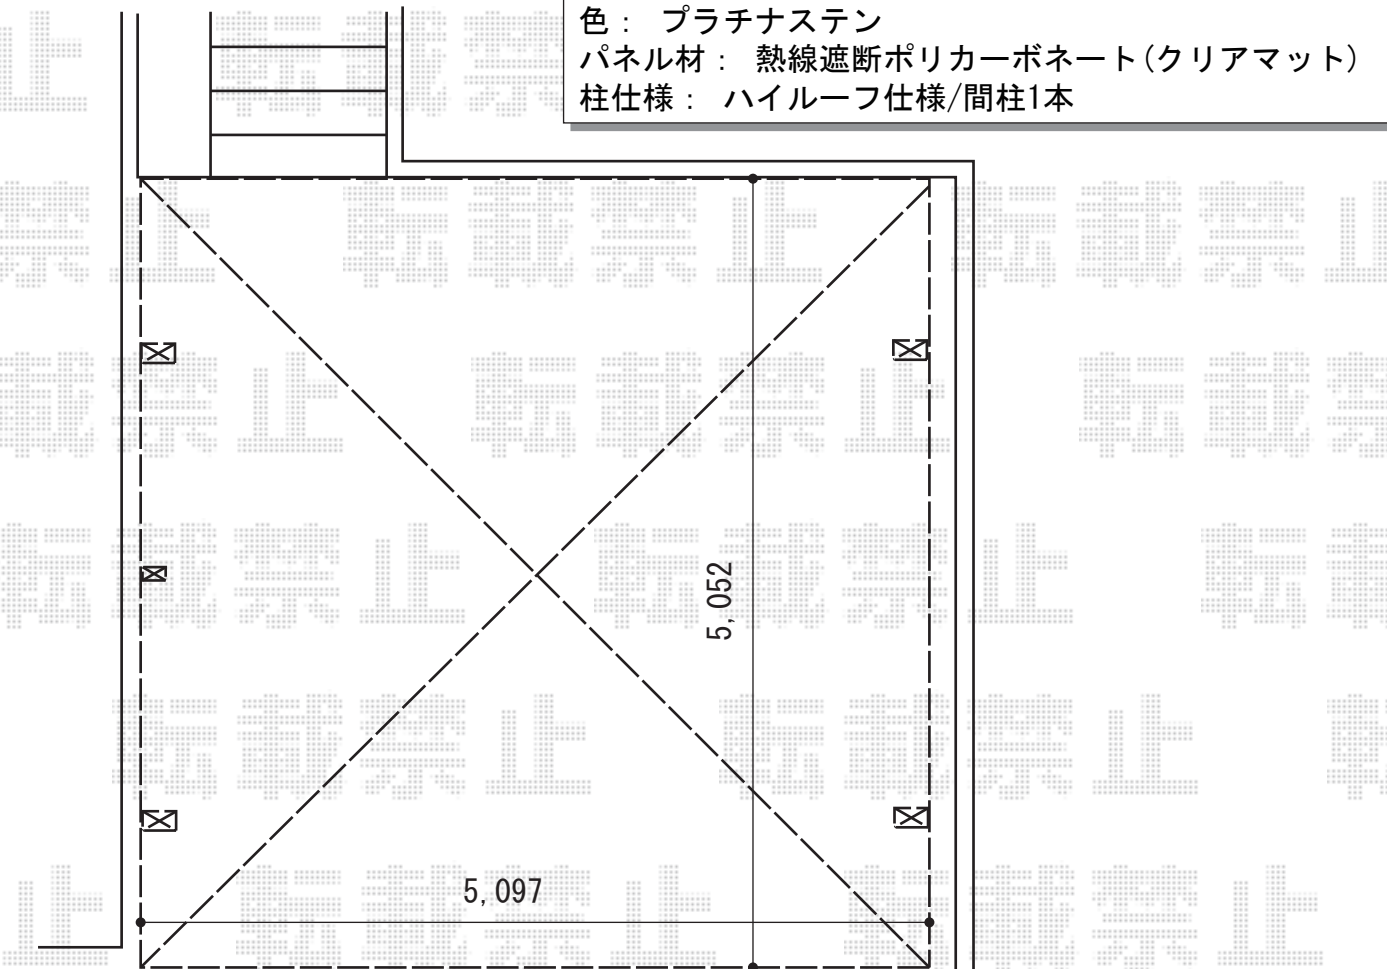 色： プラチナステン
パネル材： 熱線遮断ポリカーボネート(クリアマット)
柱仕様： ハイルーフ仕様/間柱1本
転載禁止
5,052
5,097